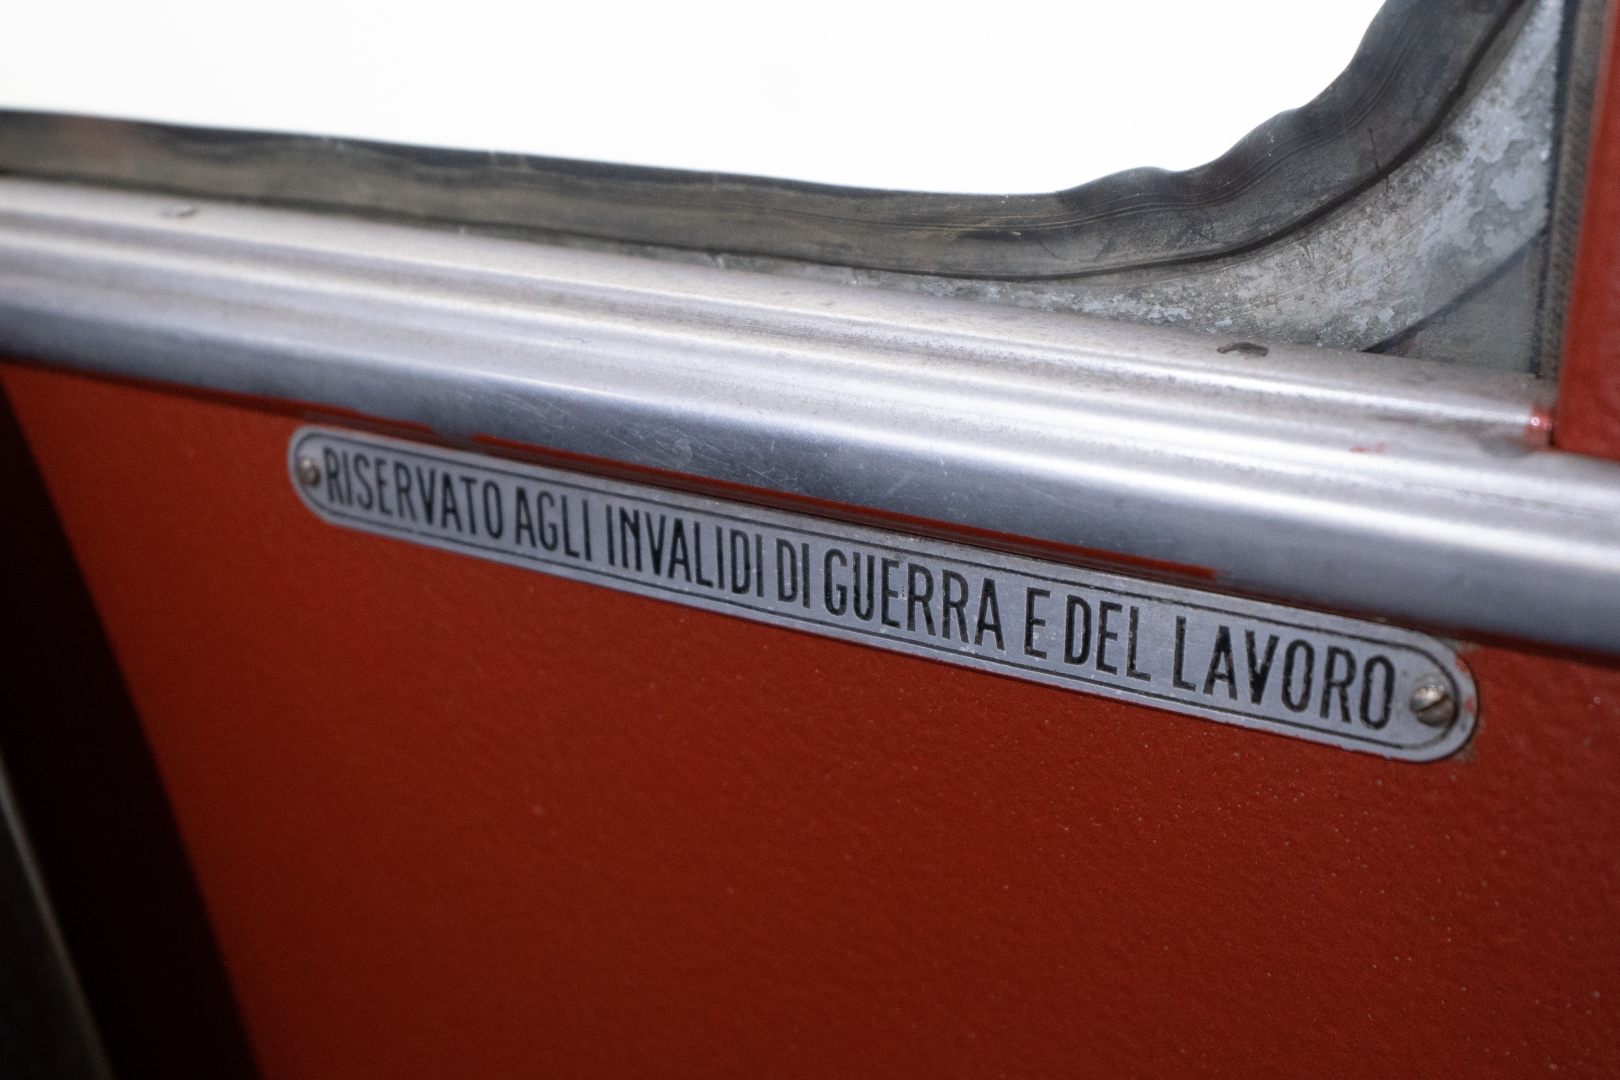 RISERVATO AGLI INVALIDI DI GUERRA E DEL LAVORO